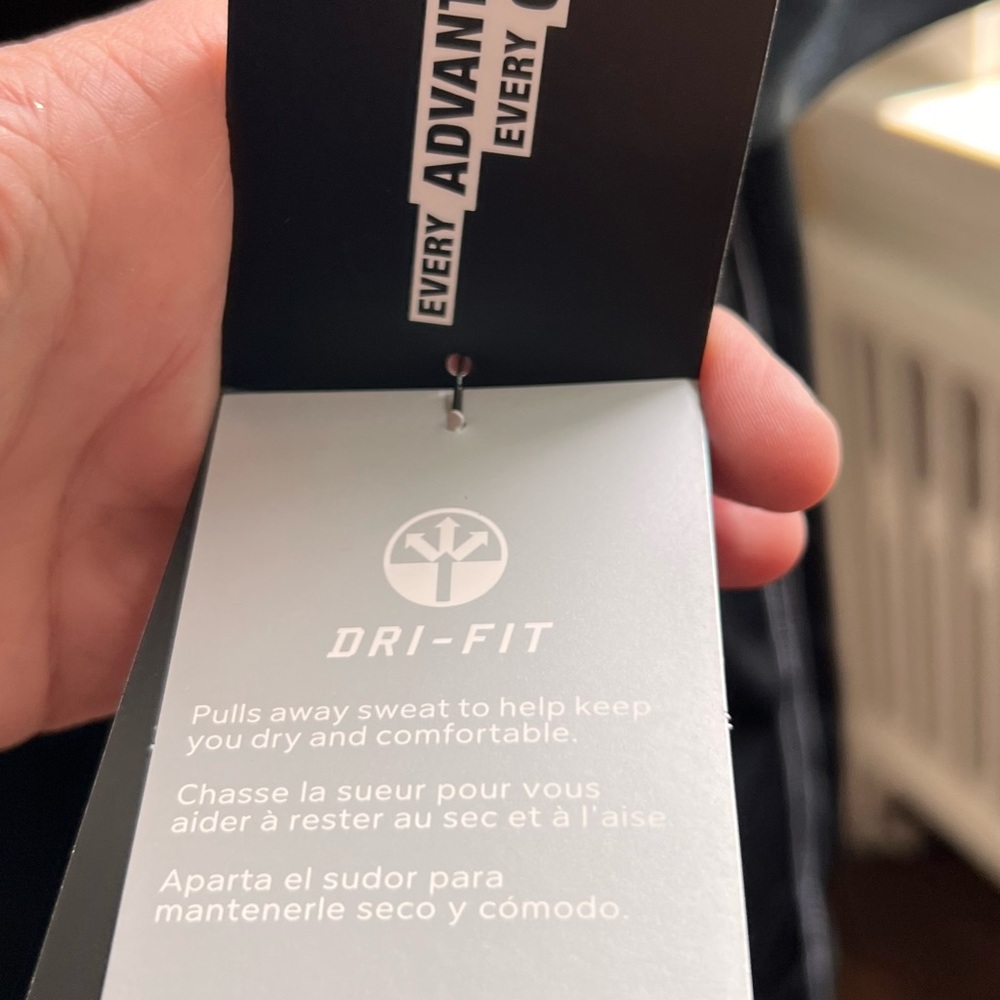 EVERY ADVANT
EVERY
DRI-FIT
Pulls away sweat to help keep
you dry and comfortable.
Chasse la sueur pour vous
aider à rester au sec et à l'aise.
Aparta el sudor para
mantenerle seco y cómodo.